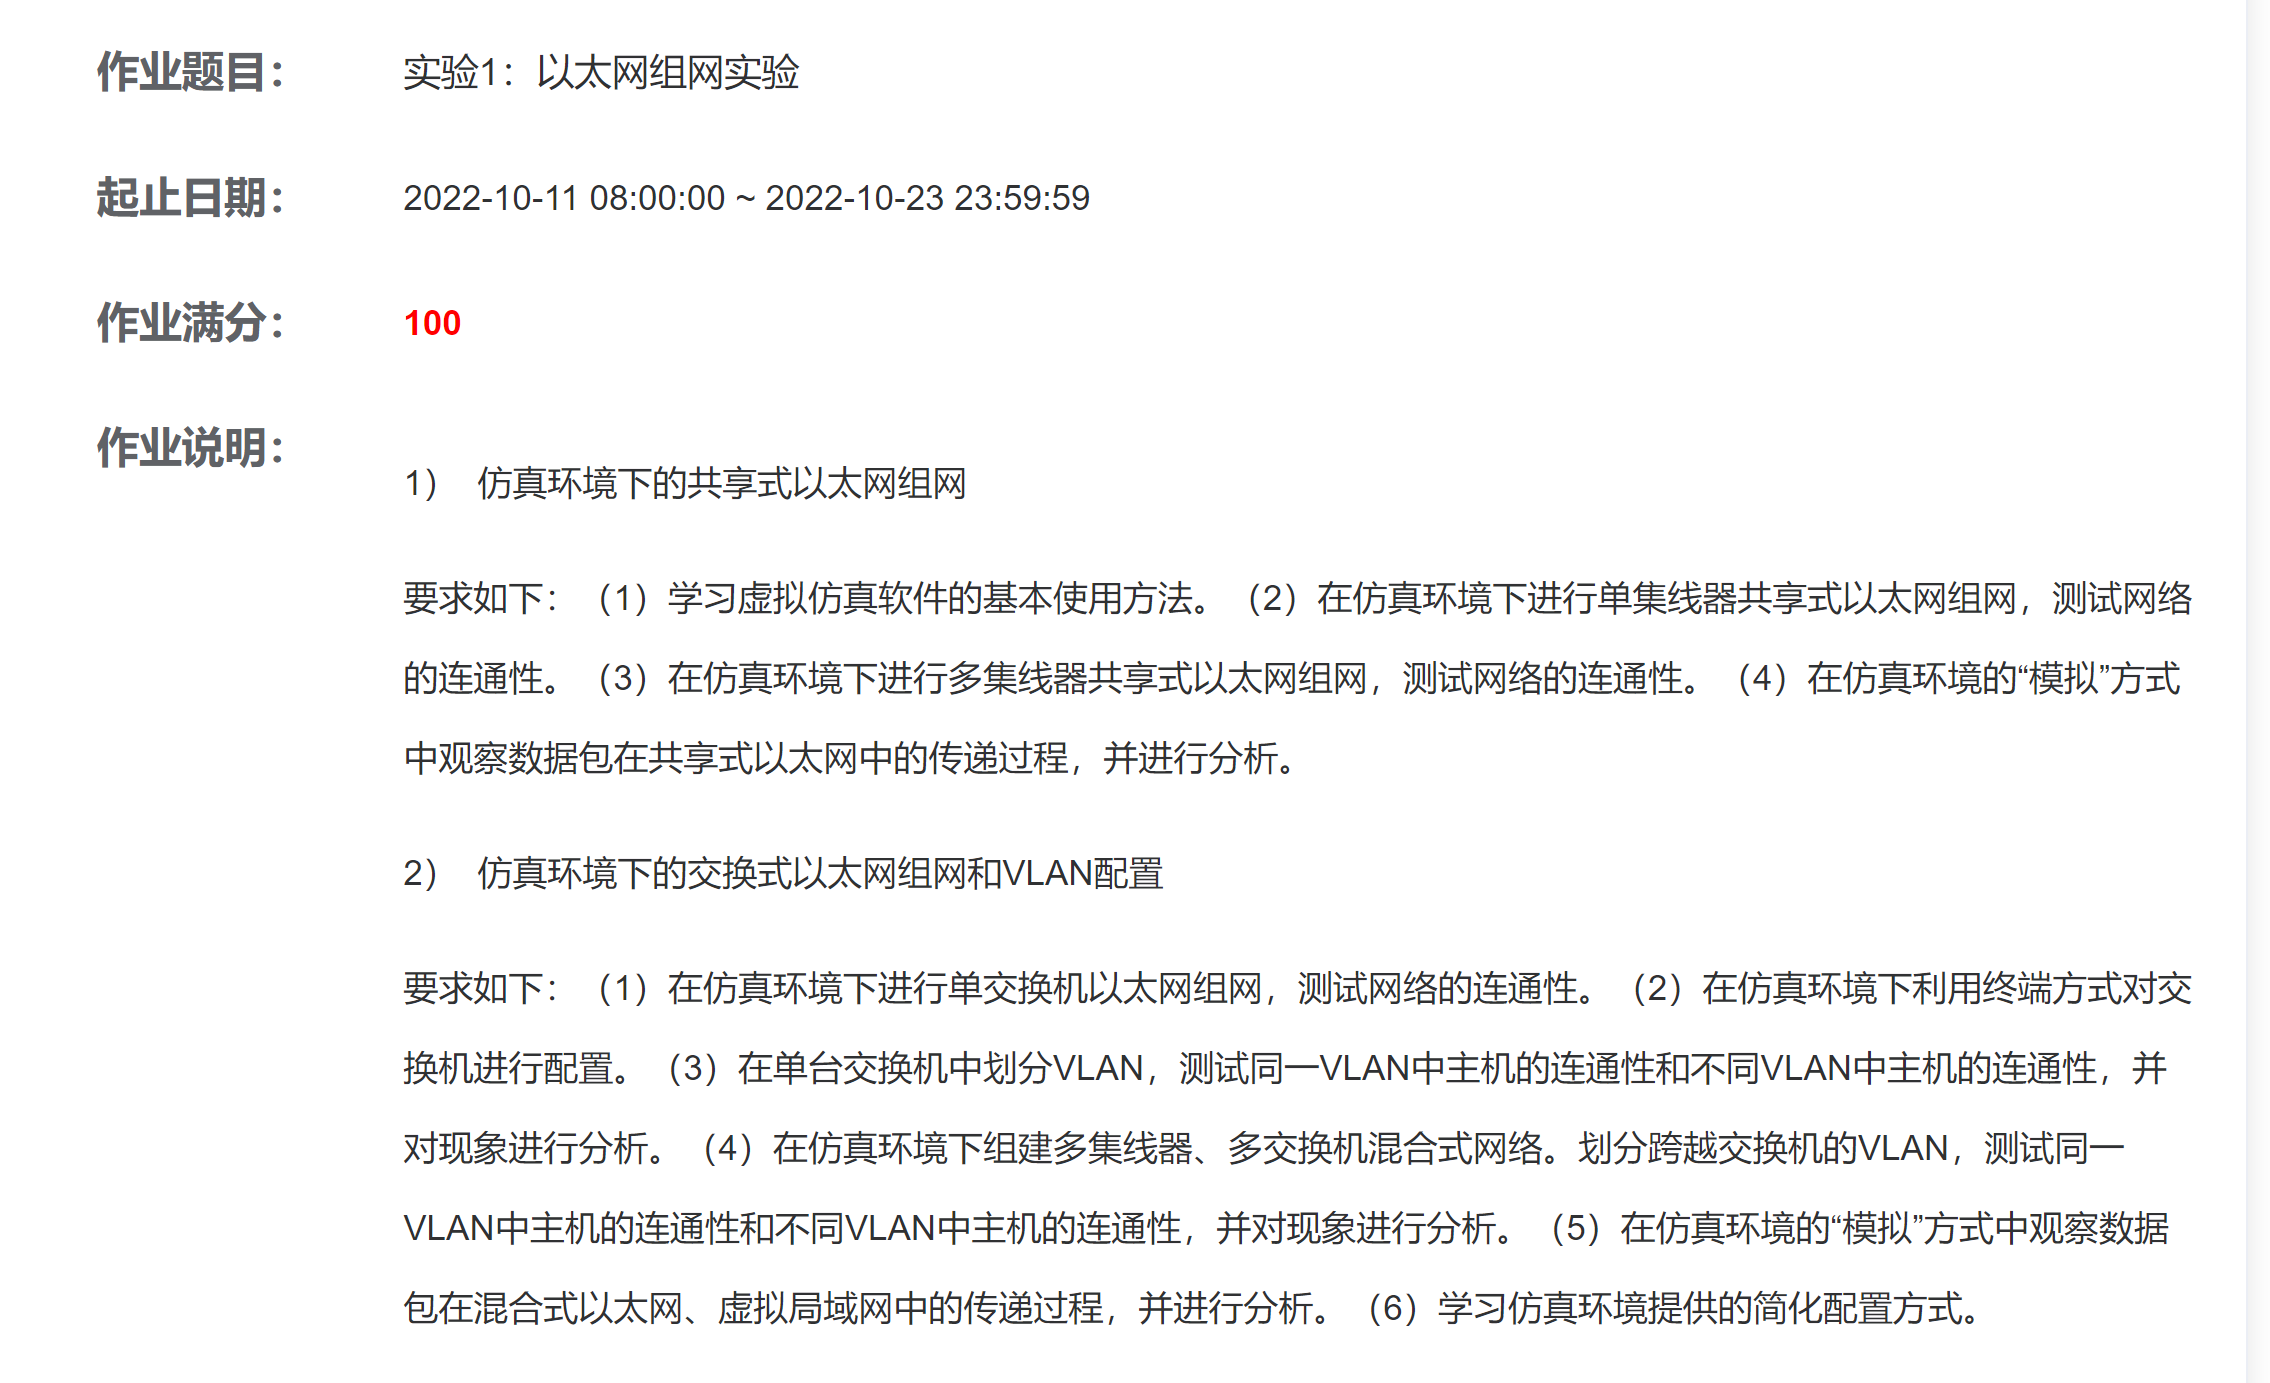 作业题目：
实验1：以太网组网实验
起止日期：
2022-10-11 08:00:00 ~ 2022-10-23 23:59:59
作业满分：
100
作业说明：
1） 仿真环境下的共享式以太网组网
要求如下：（1）学习虚拟仿真软件的基本使用方法。（2）在仿真环境下进行单集线器共享式以太网组网，测试网络
的连通性。（3）在仿真环境下进行多集线器共享式以太网组网，测试网络的连通性。（4）在仿真环境的“模拟”方式
中观察数据包在共享式以太网中的传递过程，并进行分析。
2） 仿真环境下的交换式以太网组网和VLAN配置
要求如下：（1）在仿真环境下进行单交换机以太网组网，测试网络的连通性。（2）在仿真环境下利用终端方式对交
换机进行配置。（3）在单台交换机中划分VLAN，测试同一VLAN中主机的连通性和不同VLAN中主机的连通性，并
对现象进行分析。（4）在仿真环境下组建多集线器、多交换机混合式网络。划分跨越交换机的VLAN，测试同一
VLAN中主机的连通性和不同VLAN中主机的连通性，并对现象进行分析。（5）在仿真环境的“模拟”方式中观察数据
包在混合式以太网、虚拟局域网中的传递过程，并进行分析。（6）学习仿真环境提供的简化配置方式。